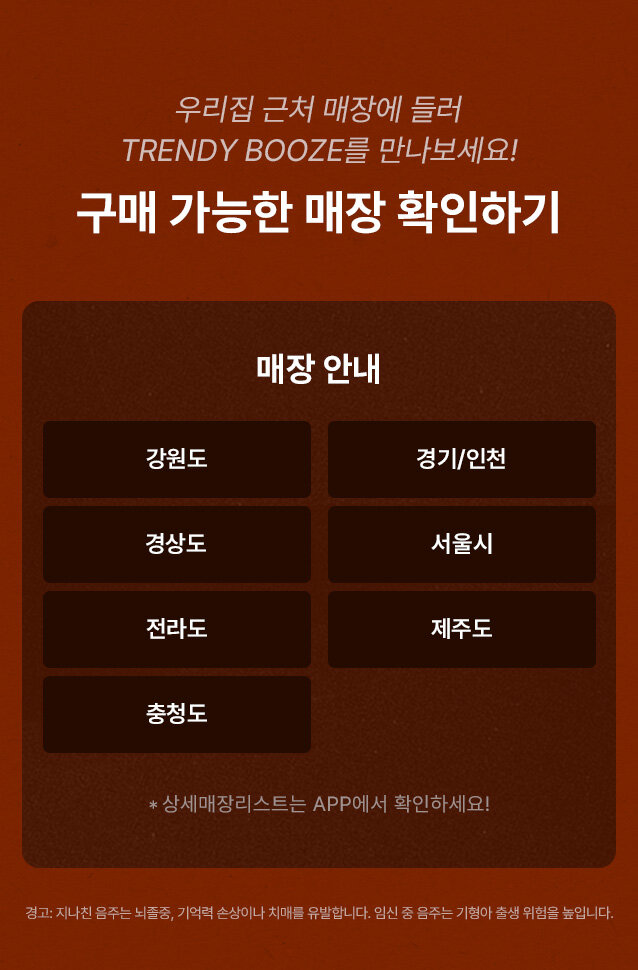 우리집 근처 매장에 들러
TRENDY BOOZE를 만나보세요!
구매 가능한 매장 확인하기
매장 안내
강원도
경기/인천
경상도
서울시
전라도
제주도
충청도
* 상세매장리스트는 APP에서 확인하세요!
경고: 지나친 음주는 뇌졸중, 기억력 손상이나 치매를 유발합니다. 임신 중 음주는 기형아 출생 위험을 높입니다.